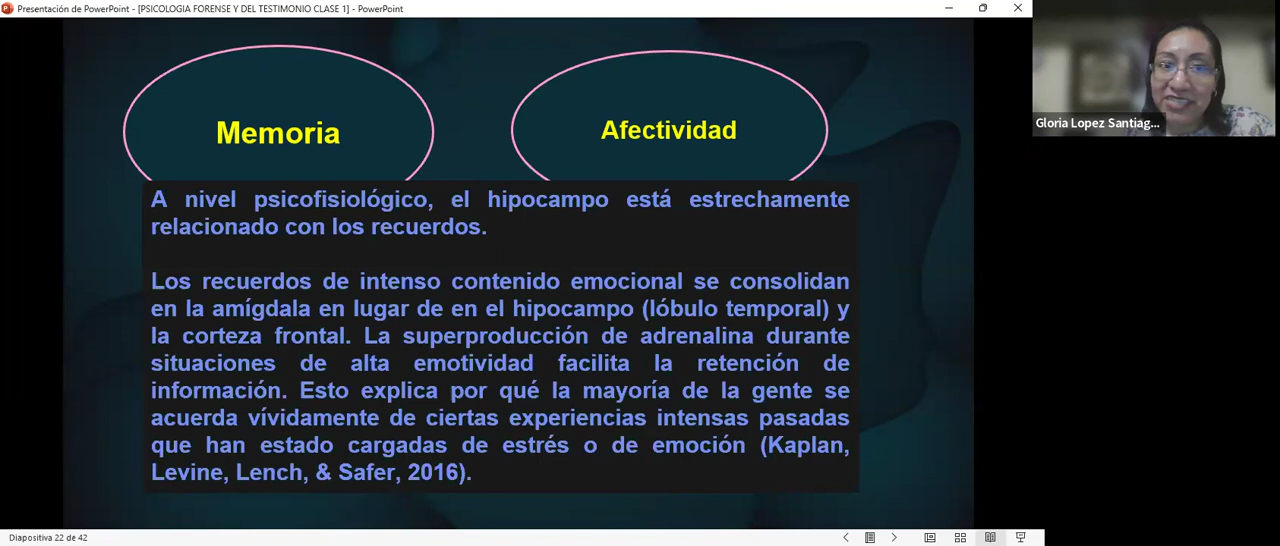 Presentación de PowerPoint - [PSICOLOGIA FORENSE Y DEL TESTIMONIO CLASE 1] - PowerPoint
Memoria
Afectividad
A nivel psicofisiológico, el hipocampo está estrechamente
relacionado con los recuerdos.
Los recuerdos de intenso contenido emocional se consolidan
en la amígdala en lugar de en el hipocampo (lóbulo temporal) y
la corteza frontal. La superproducción de adrenalina durante
situaciones de alta emotividad facilita la retención de
información. Esto explica por qué la mayoría de la gente se
acuerda vívidamente de ciertas experiencias intensas pasadas
que han estado cargadas de estrés o de emoción (Kaplan,
Levine, Lench, & Safer, 2016).
Gloria Lopez Santiag...
Diapositiva 22 de 42